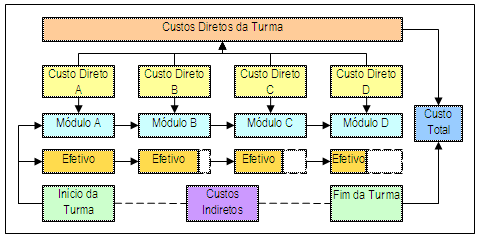 Custos Diretos da Turma
Custo Direto
A
Custo Direto
B
Custo Direto
C
Custo Direto
D
Módulo A
Módulo B
Módulo C
Módulo D
Custo
Total
Efetivo
Efetivo
Efetivo
Efetivo
Início da
Turma
Custos
Indiretos
Fim da Turma